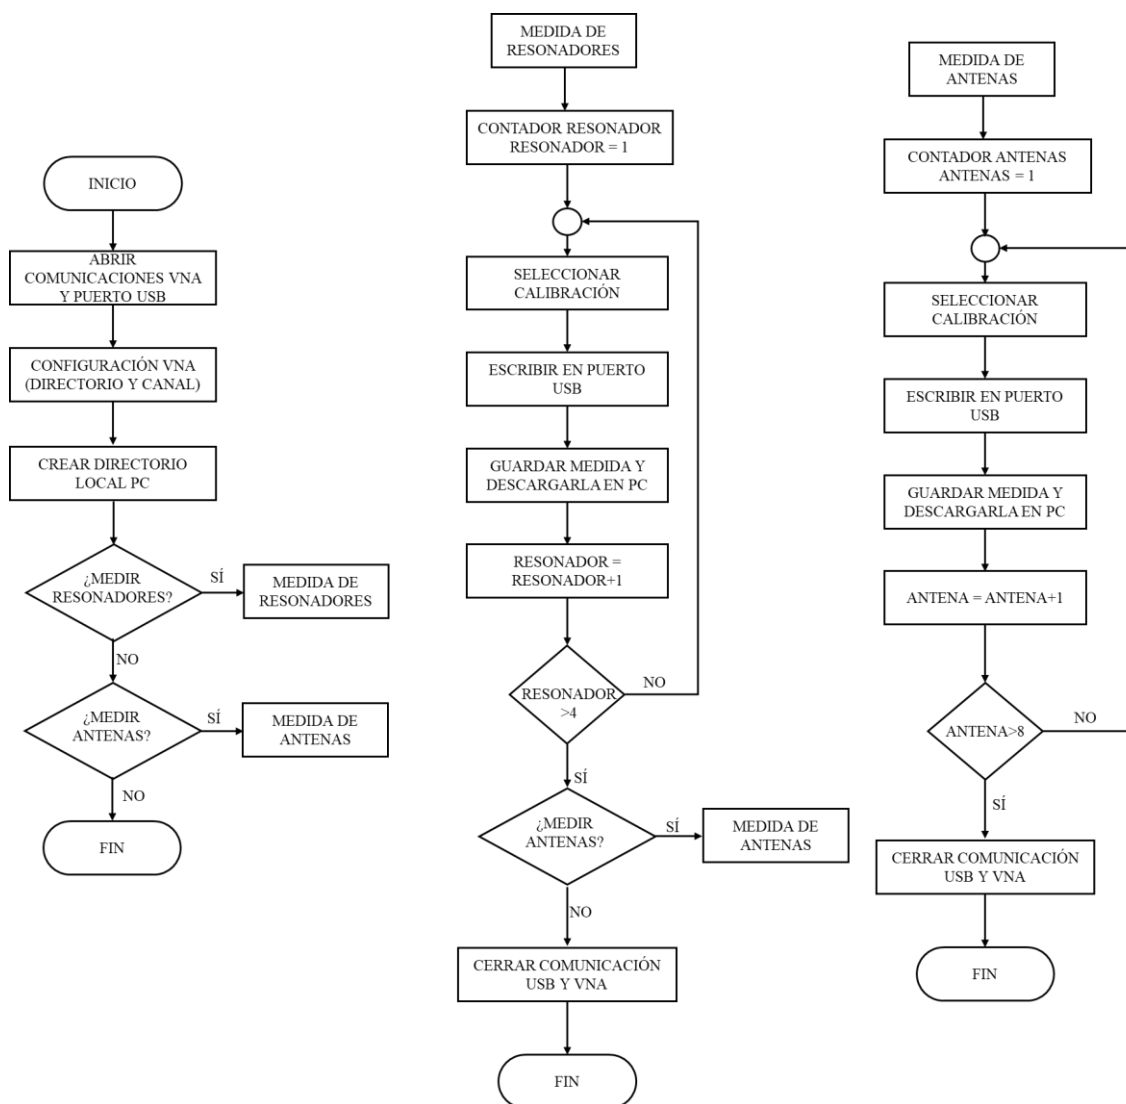 INICIO
ABRIR
COMUNICACIONES VNA
Y PUERTO USB
CONFIGURACIÓN VNA
(DIRECTORIO Y CANAL)
CREAR DIRECTORIO
LOCAL PC
¿MEDIR
RESONADORES?
SÍ
MEDIDA DE
RESONADORES
NO
¿MEDIR
ANTENAS?
SÍ
MEDIDA DE
ANTENAS
NO
FIN
MEDIDA DE
RESONADORES
CONTADOR RESONADOR
RESONADOR = 1
SELECCIONAR
CALIBRACIÓN
ESCRIBIR EN PUERTO
USB
GUARDAR MEDIDA Y
DESCARGARLA EN PC
RESONADOR =
RESONADOR+1
RESONADOR
>4
NO
SÍ
¿MEDIR
ANTENAS?
SÍ
MEDIDA DE
ANTENAS
NO
CERRAR COMUNICACIÓN
USB Y VNA
FIN
MEDIDA DE
ANTENAS
CONTADOR ANTENAS
ANTENAS = 1
SELECCIONAR
CALIBRACIÓN
ESCRIBIR EN PUERTO
USB
GUARDAR MEDIDA Y
DESCARGARLA EN PC
ANTENA = ANTENA+1
ANTENA>8
NO
SÍ
CERRAR COMUNICACIÓN
USB Y VNA
FIN